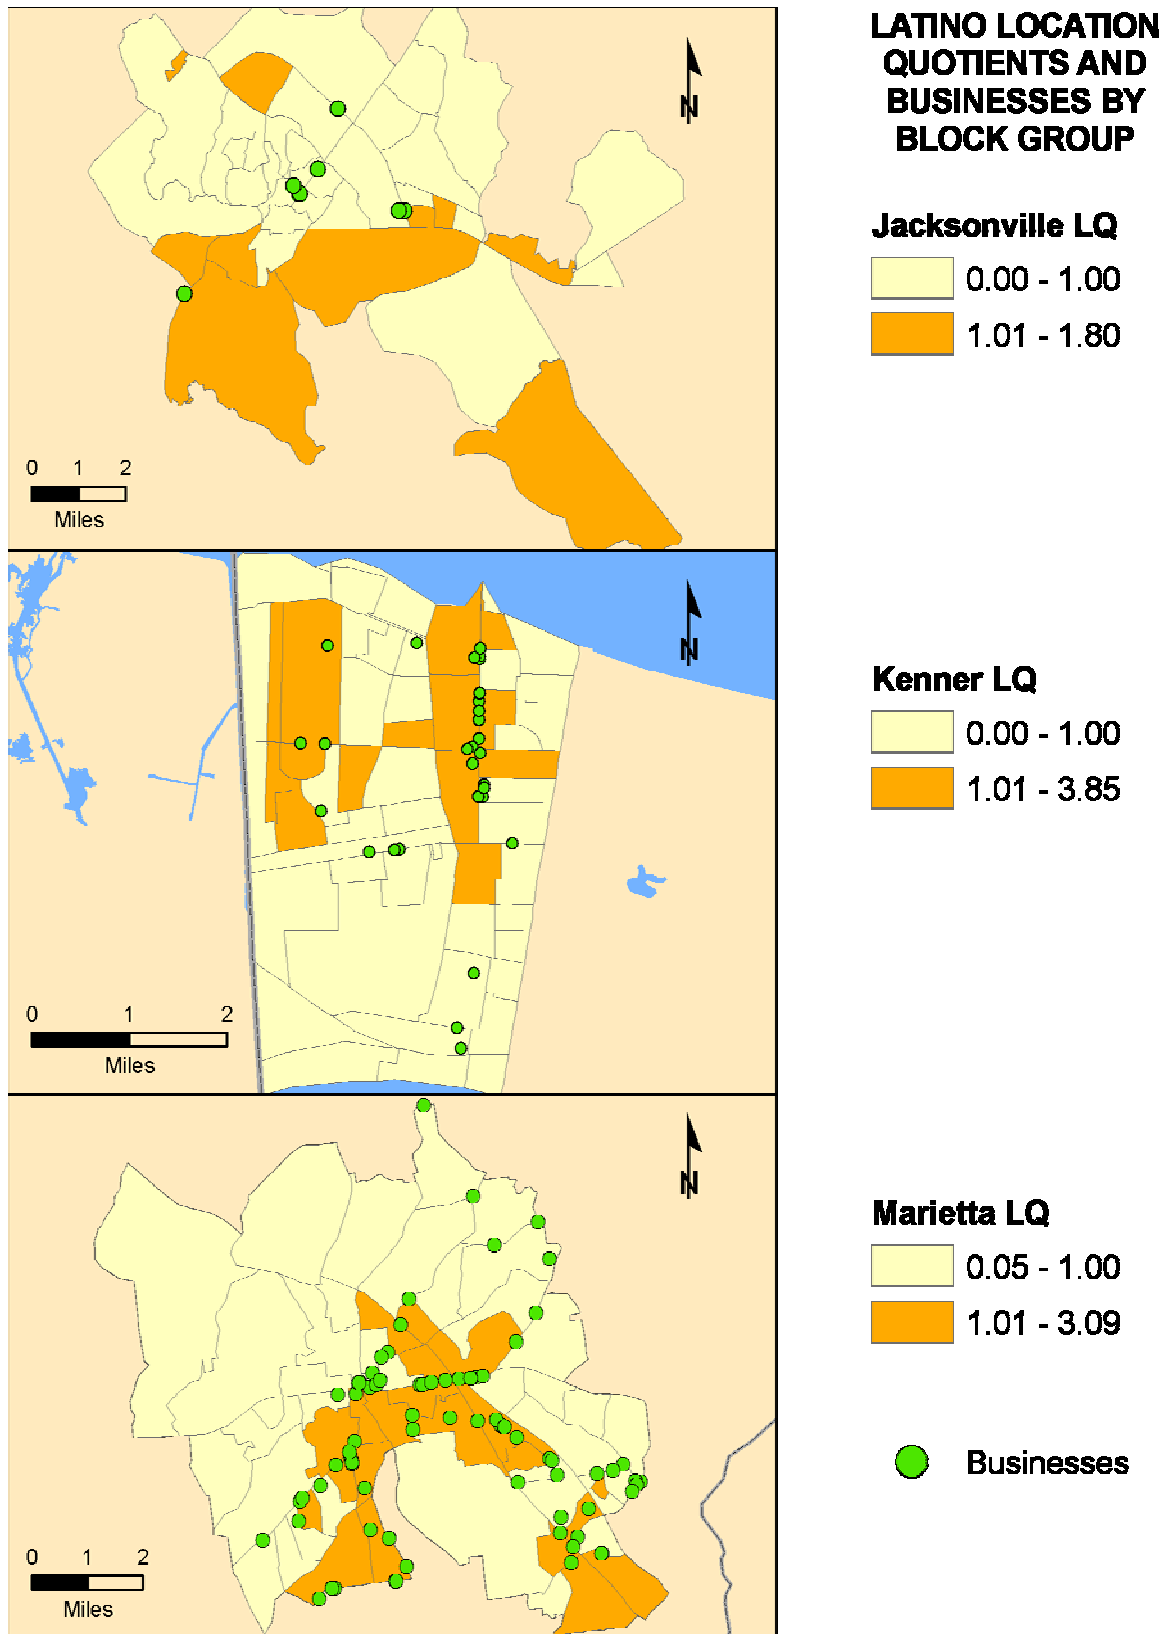 LATINO LOCATION
QUOTIENTS AND
BUSINESSES BY
BLOCK GROUP
N
Jacksonville LQ
0.00 - 1.00
1.01 - 1.80
0 1 2
Miles
N
Kenner LQ
0.00 - 1.00
1.01 - 3.85
0 1 2
Miles
N
Marietta LQ
0.05 - 1.00
1.01 - 3.09
Businesses
0 1 2
Miles